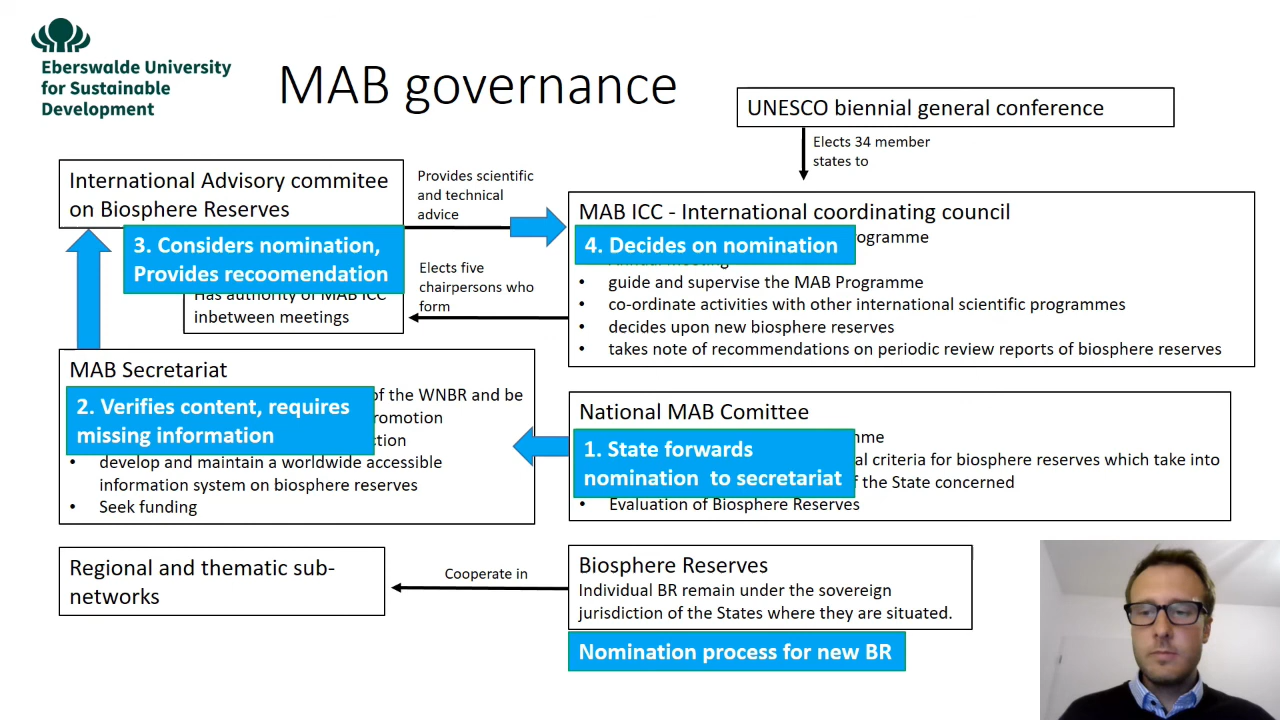 Eberswalde University
for Sustainable
Development
MAB governance
UNESCO biennial general conference
Elects 34 member
states to
International Advisory commitee
on Biosphere Reserves
Provides scientific
and technical
advice
MAB ICC - International coordinating council
4. Decides on nomination
guide and supervise the MAB Programme
• co-ordinate activities with other international scientific programmes
• decides upon new biosphere reserves
• takes note of recommendations on periodic review reports of biosphere reserves
3. Considers nomination,
Provides recoomendation
Has authority of MAB ICC
inbetween meetings
Elects five
chairpersons who
form
MAB Secretariat
of the WNBR and be
2. Verifies content, requires
missing information
• develop and maintain a worldwide accessible
information system on biosphere reserves
• Seek funding
National MAB Comittee
1. State forwards
nomination to secretariat
criteria for biosphere reserves which take into
the State concerned
• Evaluation of Biosphere Reserves
Regional and thematic sub-
networks
Cooperate in
Biosphere Reserves
Individual BR remain under the sovereign
jurisdiction of the States where they are situated.
Nomination process for new BR